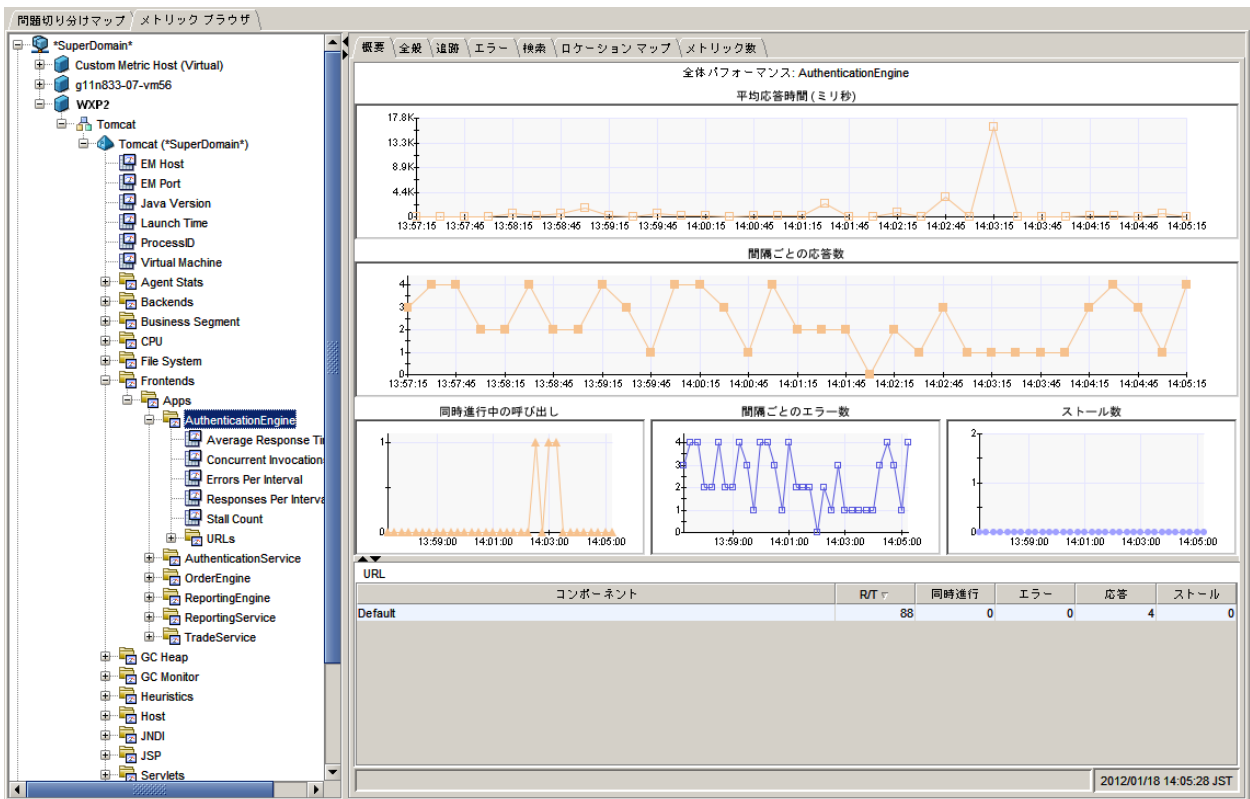 問題切り分けマップ メトリック ブラウザ
*SuperDomain*
Custom Metric Host (Virtual)
g11n833-07-vm56
WXP2
Tomcat
Tomcat (*SuperDomain*)
EM Host
EM Port
Java Version
Launch Time
ProcessID
Virtual Machine
Agent Stats
Backends
Business Segment
CPU
File System
Frontends
Apps
AuthenticationEngine
Average Response Ti
Concurrent Invocation
Errors Per Interval
Responses Per Interva
Stall Count
URLs
AuthenticationService
OrderEngine
ReportingEngine
ReportingService
TradeService
GC Heap
GC Monitor
Heuristics
Host
JNDI
JSP
Servlets
概要 全般 追跡 エラー 検索 ロケーション マップ メトリック数
全体パフォーマンス: AuthenticationEngine
平均応答時間 (ミリ秒)
17.8K
13.3K
8.9K
4.4K
0
13:57:15 13:57:45 13:58:15 13:58:45 13:59:15 13:59:45 14:00:15 14:00:45 14:01:15 14:01:45 14:02:15 14:02:45 14:03:15 14:03:45 14:04:15 14:04:45 14:05:15
間隔ごとの応答数
4
3
2
1
0
13:57:15 13:57:45 13:58:15 13:58:45 13:59:15 13:59:45 14:00:15 14:00:45 14:01:15 14:01:45 14:02:15 14:02:45 14:03:15 14:03:45 14:04:15 14:04:45 14:05:15
同時進行中の呼び出し
1
0
13:59:00 14:01:00 14:03:00 14:05:00
間隔ごとのエラー数
4
3
2
1
0
13:59:00 14:01:00 14:03:00 14:05:00
ストール数
2
1
0
13:59:00 14:01:00 14:03:00 14:05:00
URL
コンポーネント R/T 同時進行 エラー 応答 ストール
Default 88 0 0 4 0
2012/01/18 14:05:28 JST